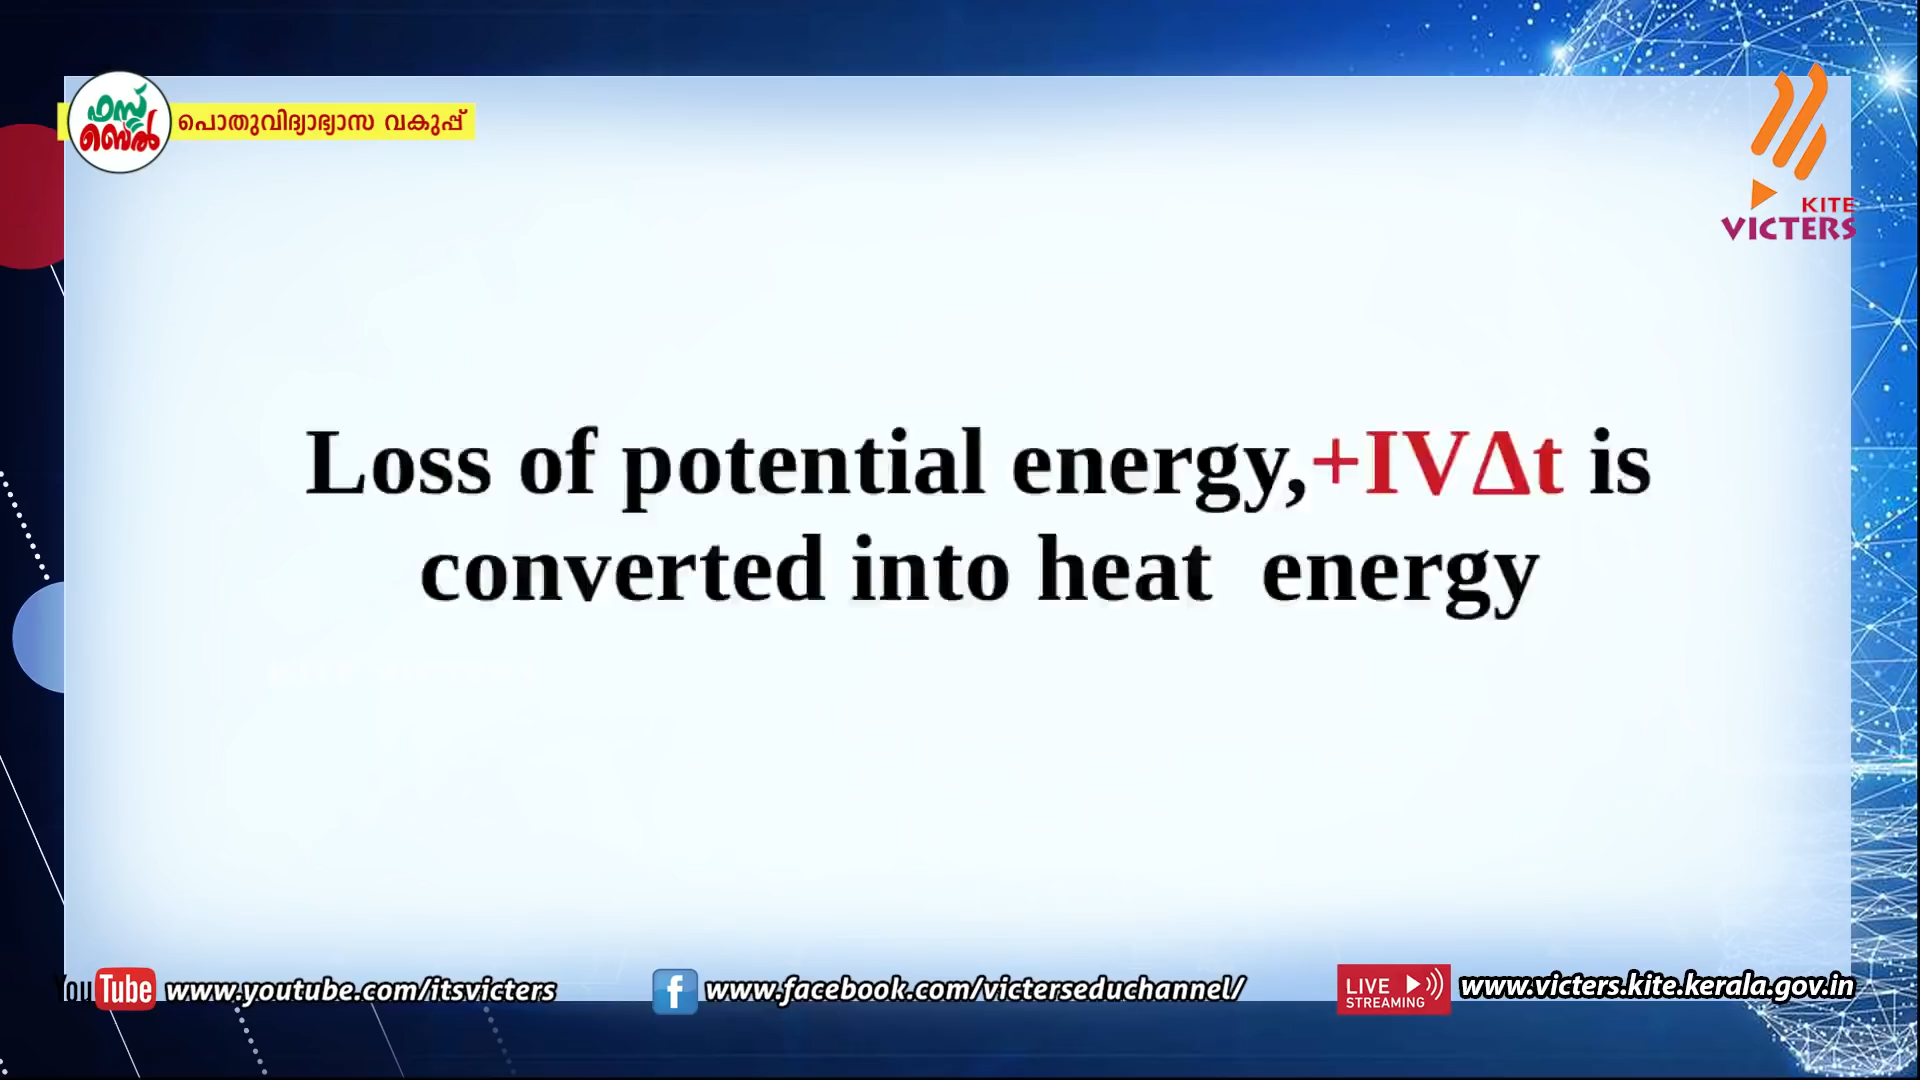 ഫസ്റ്റ്
ബെൽ
പൊതുവിദ്യാഭ്യാസ വകുപ്പ്
KITE
VICTERS
Loss of potential energy,+IVΔt is
converted into heat energy
YouTube www.youtube.com/itsvicters
f www.facebook.com/victerseduchannel/
LIVE STREAMING www.victers.kite.kerala.gov.in